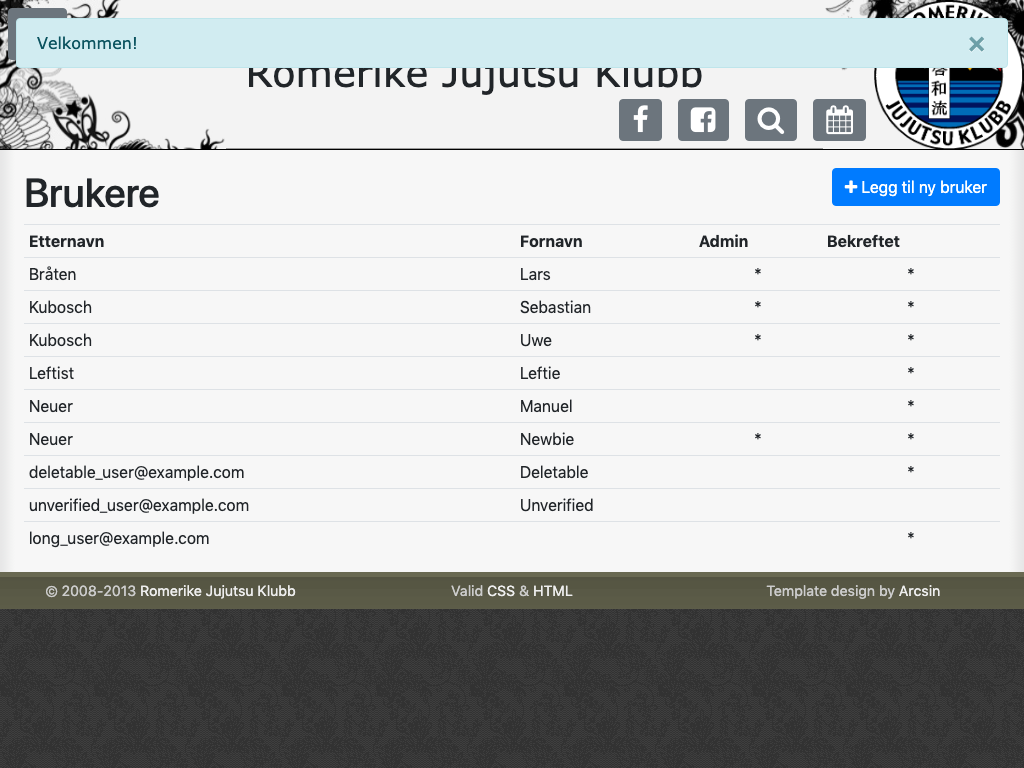 Velkommen!
×
Romerike Jujutsu Klubb
ROMERIKE
和
流
JUJUTSU KLUBB
Brukere
Legg til ny bruker
Etternavn Fornavn Admin Bekreftet
Bråten Lars * *
Kubosch Sebastian * *
Kubosch Uwe * *
Leftist Leftie *
Neuer Manuel *
Neuer Newbie * *
deletable_user@example.com Deletable *
unverified_user@example.com Unverified
long_user@example.com *
© 2008-2013 Romerike Jujutsu Klubb Valid CSS & HTML Template design by Arcsin